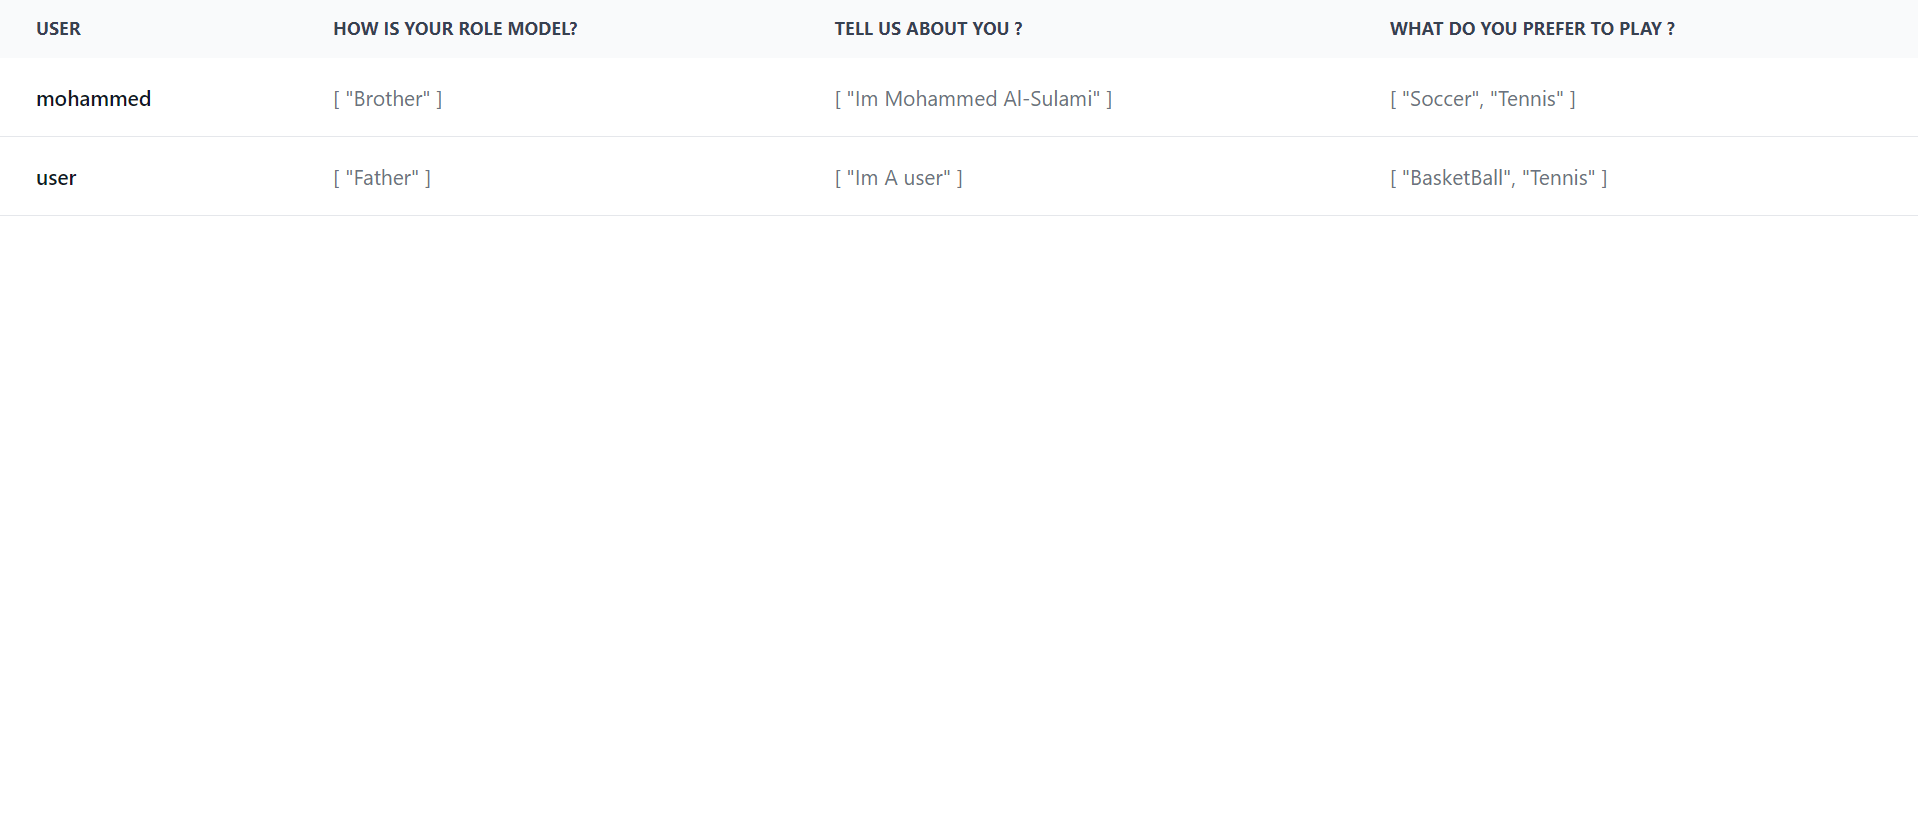 USER HOW IS YOUR ROLE MODEL? TELL US ABOUT YOU ? WHAT DO YOU PREFER TO PLAY ?
mohammed [ "Brother" ] [ "Im Mohammed Al-Sulami" ] [ "Soccer", "Tennis" ]
user [ "Father" ] [ "Im A user" ] [ "BasketBall", "Tennis" ]